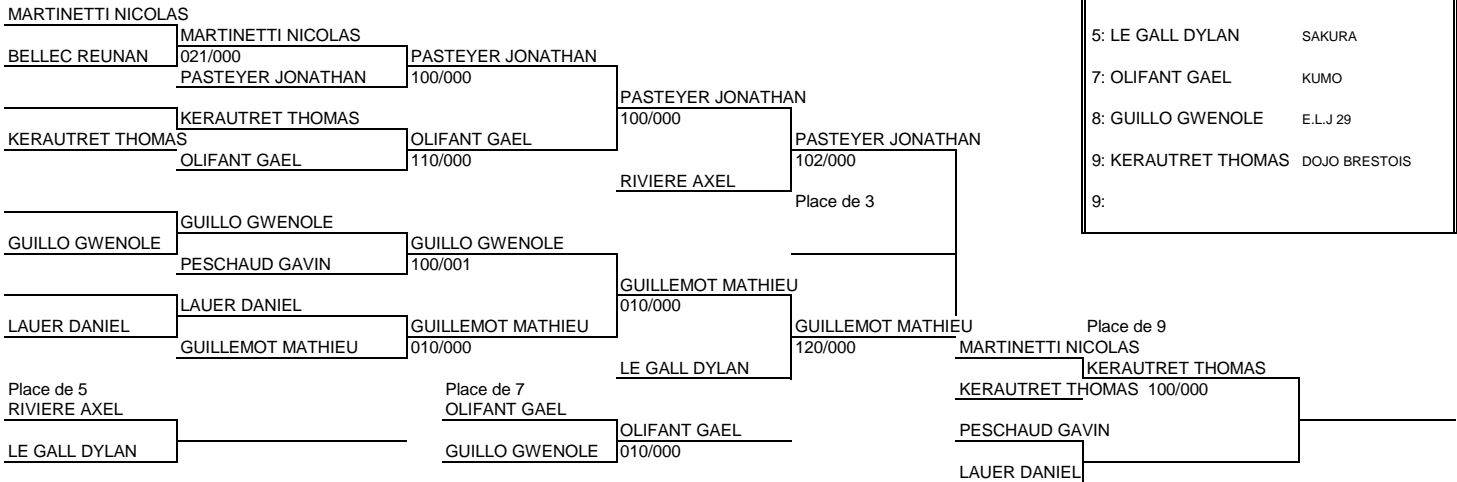 MARTINETTI NICOLAS
MARTINETTI NICOLAS
BELLEC REUNAN
021/000
PASTEYER JONATHAN
PASTEYER JONATHAN
100/000
PASTEYER JONATHAN
KERAUTRET THOMAS
100/000
KERAUTRET THOMAS
OLIFANT GAEL
PASTEYER JONATHAN
OLIFANT GAEL
110/000
102/000
RIVIERE AXEL
Place de 3
GUILLO GWENOLE
GUILLO GWENOLE
GUILLO GWENOLE
PESCHAUD GAVIN
100/001
GUILLEMOT MATHIEU
LAUER DANIEL
010/000
LAUER DANIEL
GUILLEMOT MATHIEU
GUILLEMOT MATHIEU
GUILLEMOT MATHIEU
010/000
120/000
LE GALL DYLAN
Place de 5
RIVIERE AXEL
LE GALL DYLAN
Place de 7
OLIFANT GAEL
OLIFANT GAEL
GUILLO GWENOLE
010/000
Place de 9
MARTINETTI NICOLAS
KERAUTRET THOMAS
KERAUTRET THOMAS 100/000
PESCHAUD GAVIN
LAUER DANIEL
5: LE GALL DYLAN SAKURA
7: OLIFANT GAEL KUMO
8: GUILLO GWENOLE E.L.J 29
9: KERAUTRET THOMAS DOJO BRESTOIS
9: